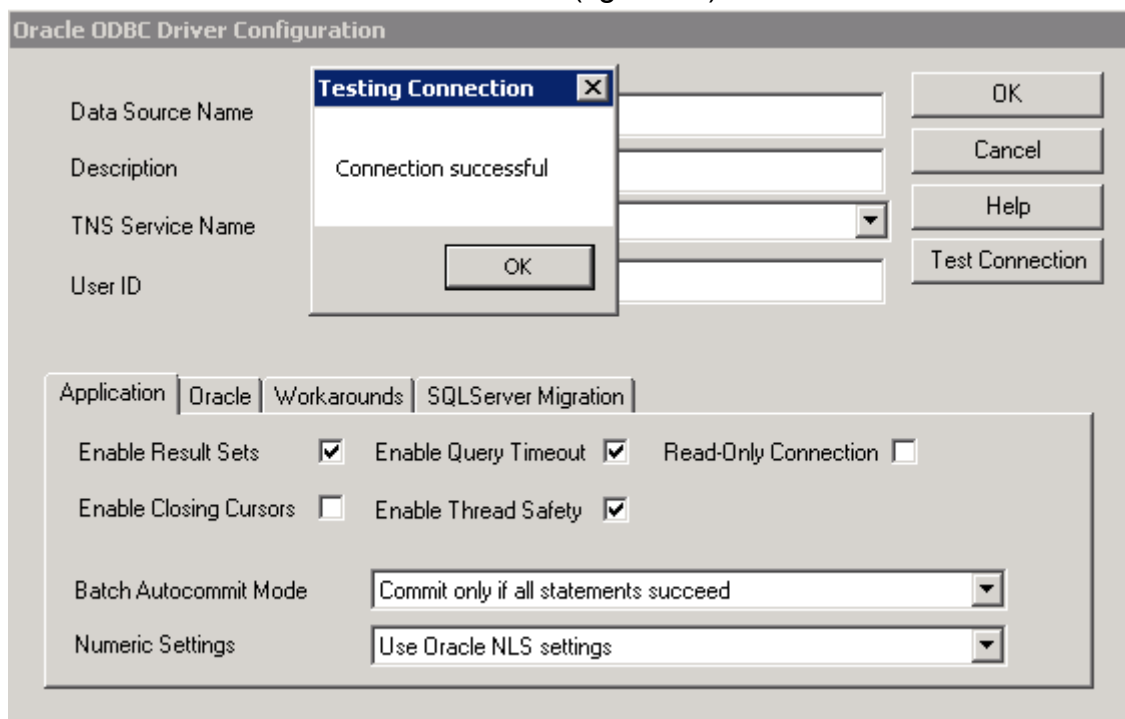 Oracle ODBC Driver Configuration
Testing Connection
Connection successful
OK
Data Source Name
Description
TNS Service Name
User ID
OK
Cancel
Help
Test Connection
Application Oracle Workarounds SQLServer Migration
Enable Result Sets Enable Query Timeout Read-Only Connection
Enable Closing Cursors Enable Thread Safety
Batch Autocommit Mode Commit only if all statements succeed
Numeric Settings Use Oracle NLS settings